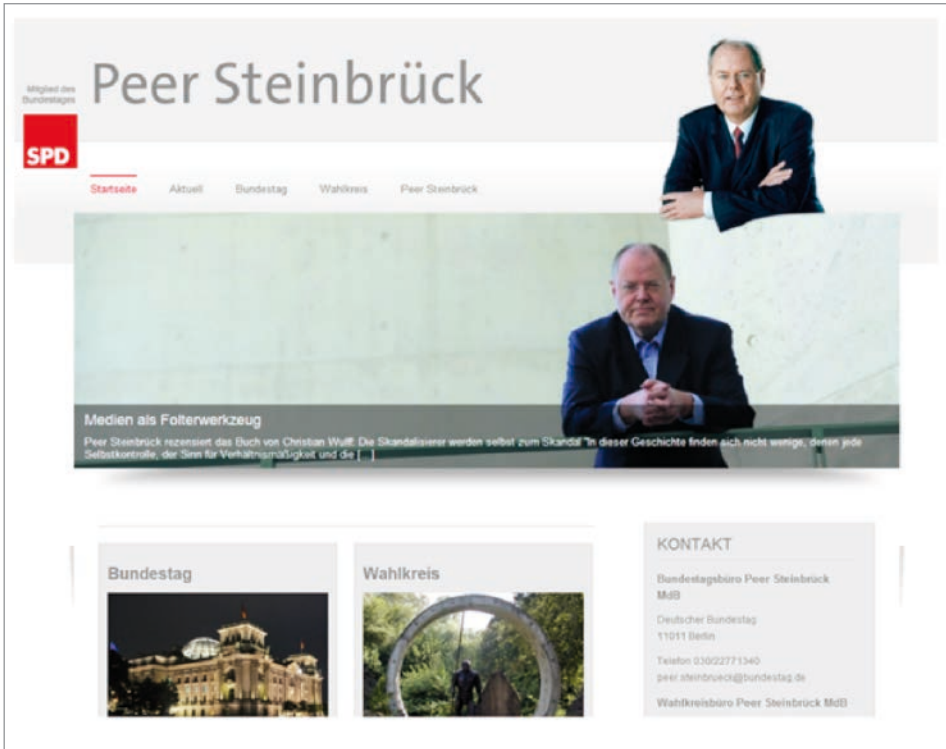 Mitglied des
Bundestages
Peer Steinbrück
SPD
Startseite Aktuell Bundestag Wahlkreis Peer Steinbrück
Medien als Folterwerkzeug
Peer Steinbrück rezensiert das Buch von Christian Wulff: Die Skandalisierer werden selbst zum Skandal "In dieser Geschichte finden sich nicht wenige, denen jede
Selbstkontrolle, der Sinn für Verhältnismäßigkeit und die [...]
Bundestag
Wahlkreis
KONTAKT
Bundestagsbüro Peer Steinbrück
MdB
Deutscher Bundestag
11011 Berlin
Telefon 030/22771340
peer.steinbrueck@bundestag.de
Wahlkreisbüro Peer Steinbrück MdB